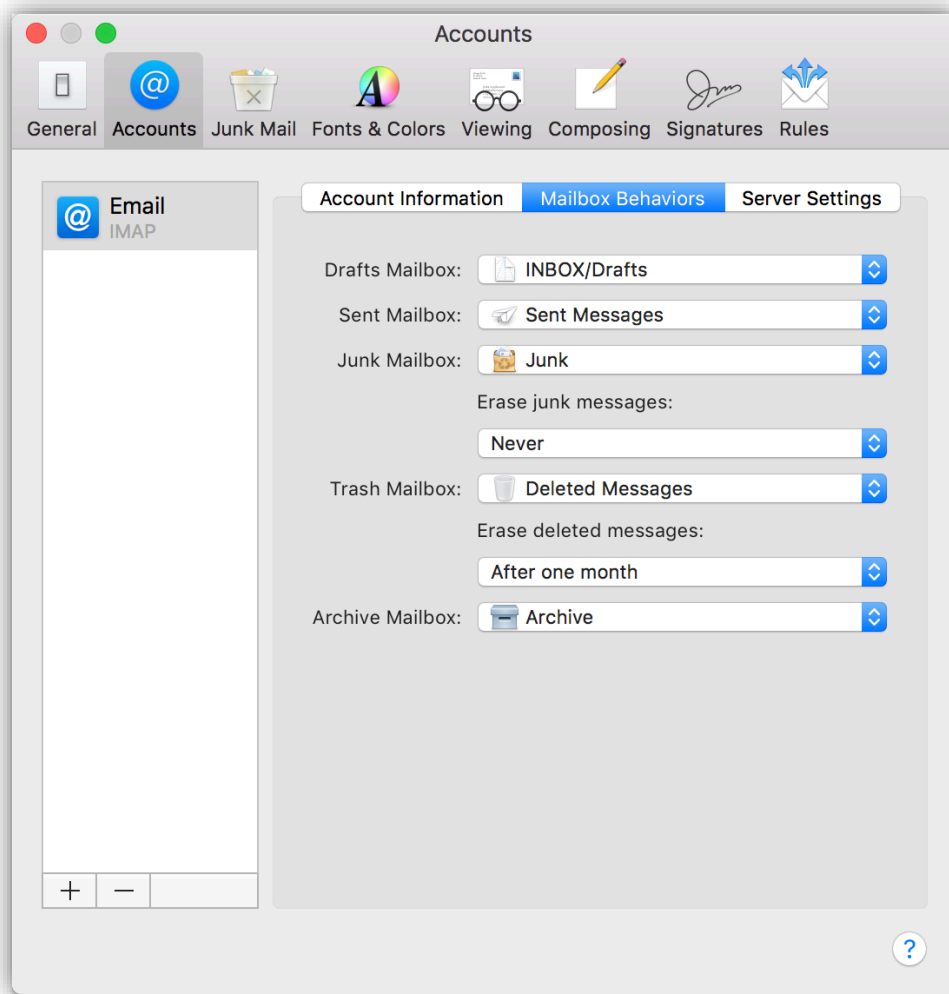 Accounts
General Accounts Junk Mail Fonts & Colors Viewing Composing Signatures Rules
Email
IMAP
Account Information Mailbox Behaviors Server Settings
Drafts Mailbox: INBOX/Drafts
Sent Mailbox: Sent Messages
Junk Mailbox: Junk
Erase junk messages:
Never
Trash Mailbox: Deleted Messages
Erase deleted messages:
After one month
Archive Mailbox: Archive
+ −
?